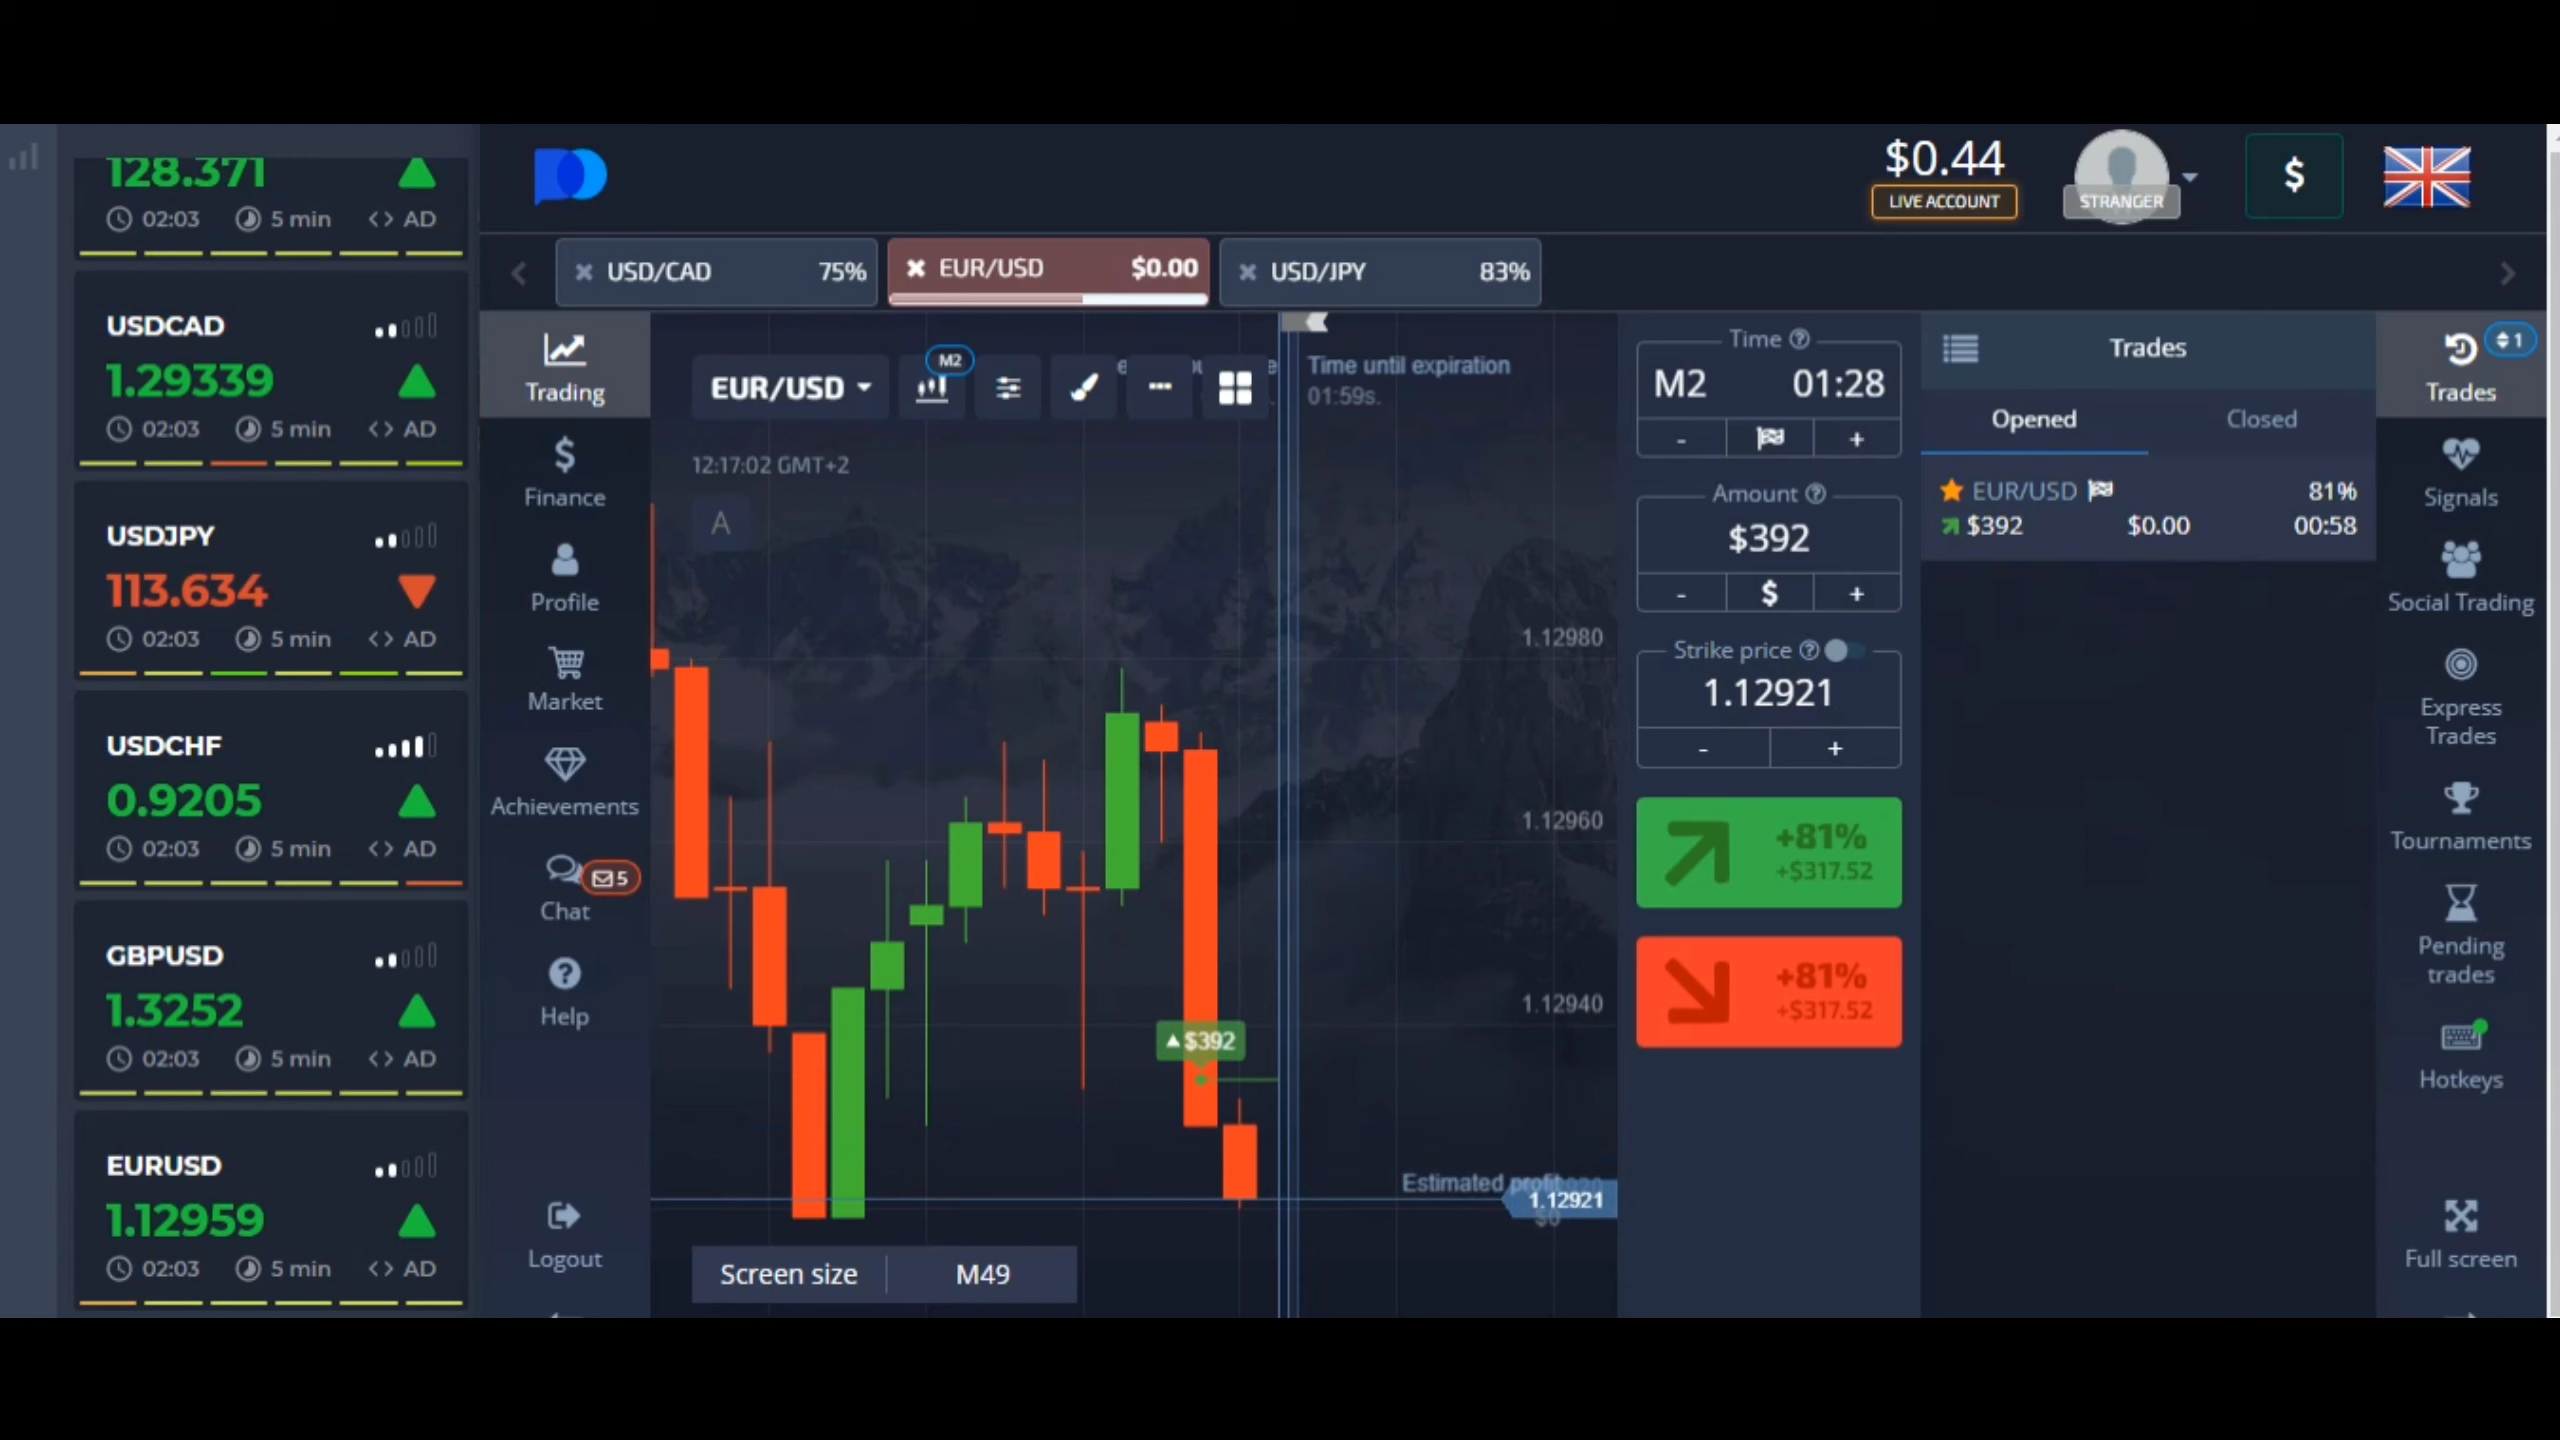 128.371
02:03 5 min <> AD
USDCAD
1.29339
02:03 5 min <> AD
USDJPY
113.634
02:03 5 min <> AD
USDCHF
0.9205
02:03 5 min <> AD
GBPUSD
1.3252
02:03 5 min <> AD
EURUSD
1.12959
02:03 5 min <> AD
$0.44
LIVE ACCOUNT
STRANGER
$
USD/CAD 75%
EUR/USD $0.00
USD/JPY 83%
Trading
Finance
Profile
Market
Achievements
5
Chat
Help
Logout
EUR/USD
M2
12:17:02 GMT+2
A
Time until expiration
01:59s.
1.12980
1.12960
1.12940
$392
Estimated profit
1.12921
$0
Screen size M49
Time
M2 01:28
- +
Amount
$392
- $ +
Strike price
1.12921
- +
+81%
+$317.52
+81%
+$317.52
Trades
Opened Closed
EUR/USD 81%
$392 $0.00 00:58
1
Trades
Signals
Social Trading
Express
Trades
Tournaments
Pending
trades
Hotkeys
Full screen